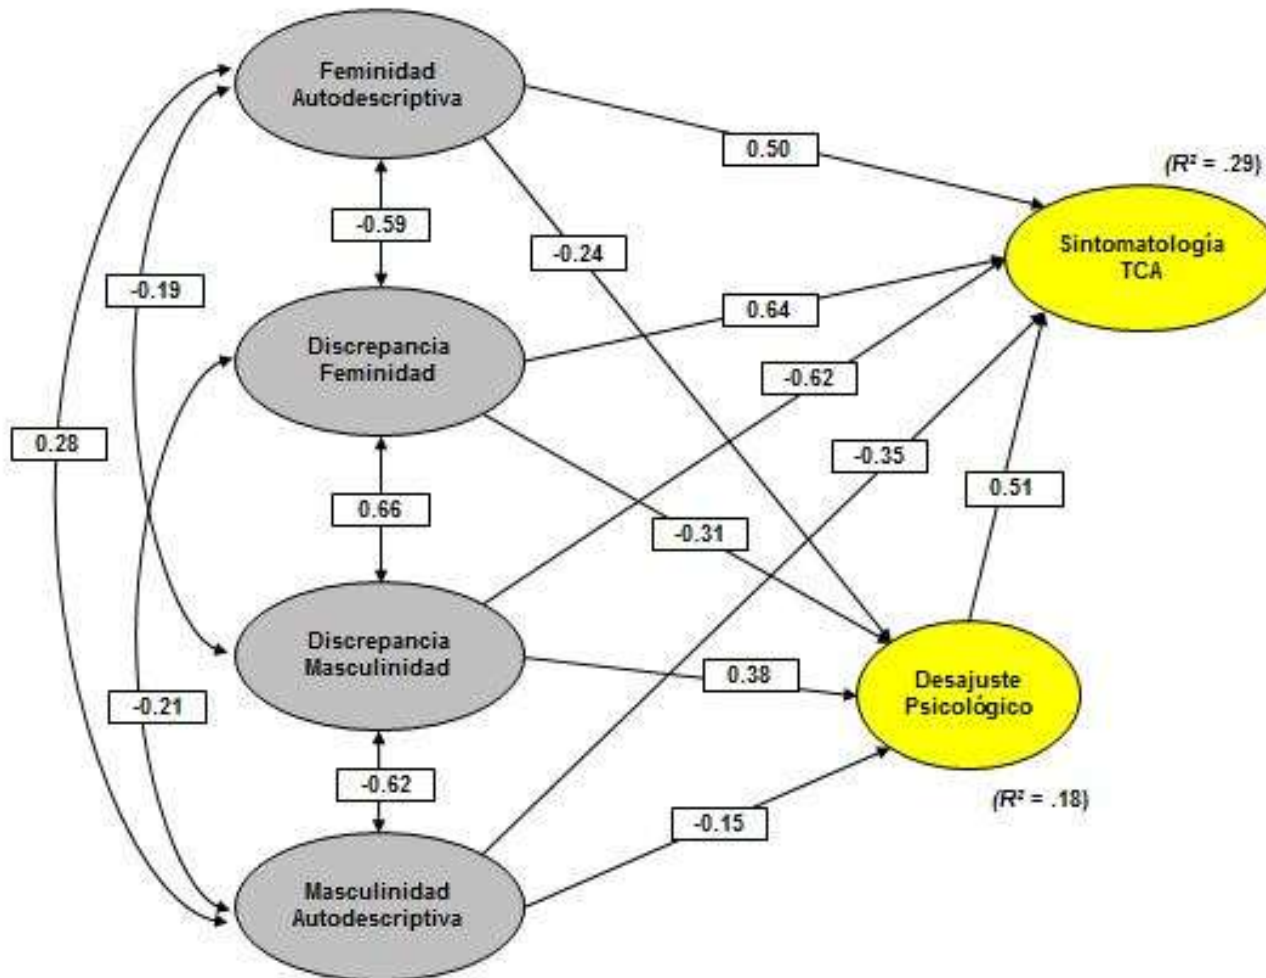 Feminidad
Autodescriptiva
0.50
(R² = .29)
-0.59
-0.24
Sintomatología
TCA
-0.19
0.64
Discrepancia
Feminidad
-0.62
0.28
-0.35
0.51
0.66
-0.31
Discrepancia
Masculinidad
0.38
Desajuste
Psicológico
-0.21
-0.62
(R² = .18)
-0.15
Masculinidad
Autodescriptiva